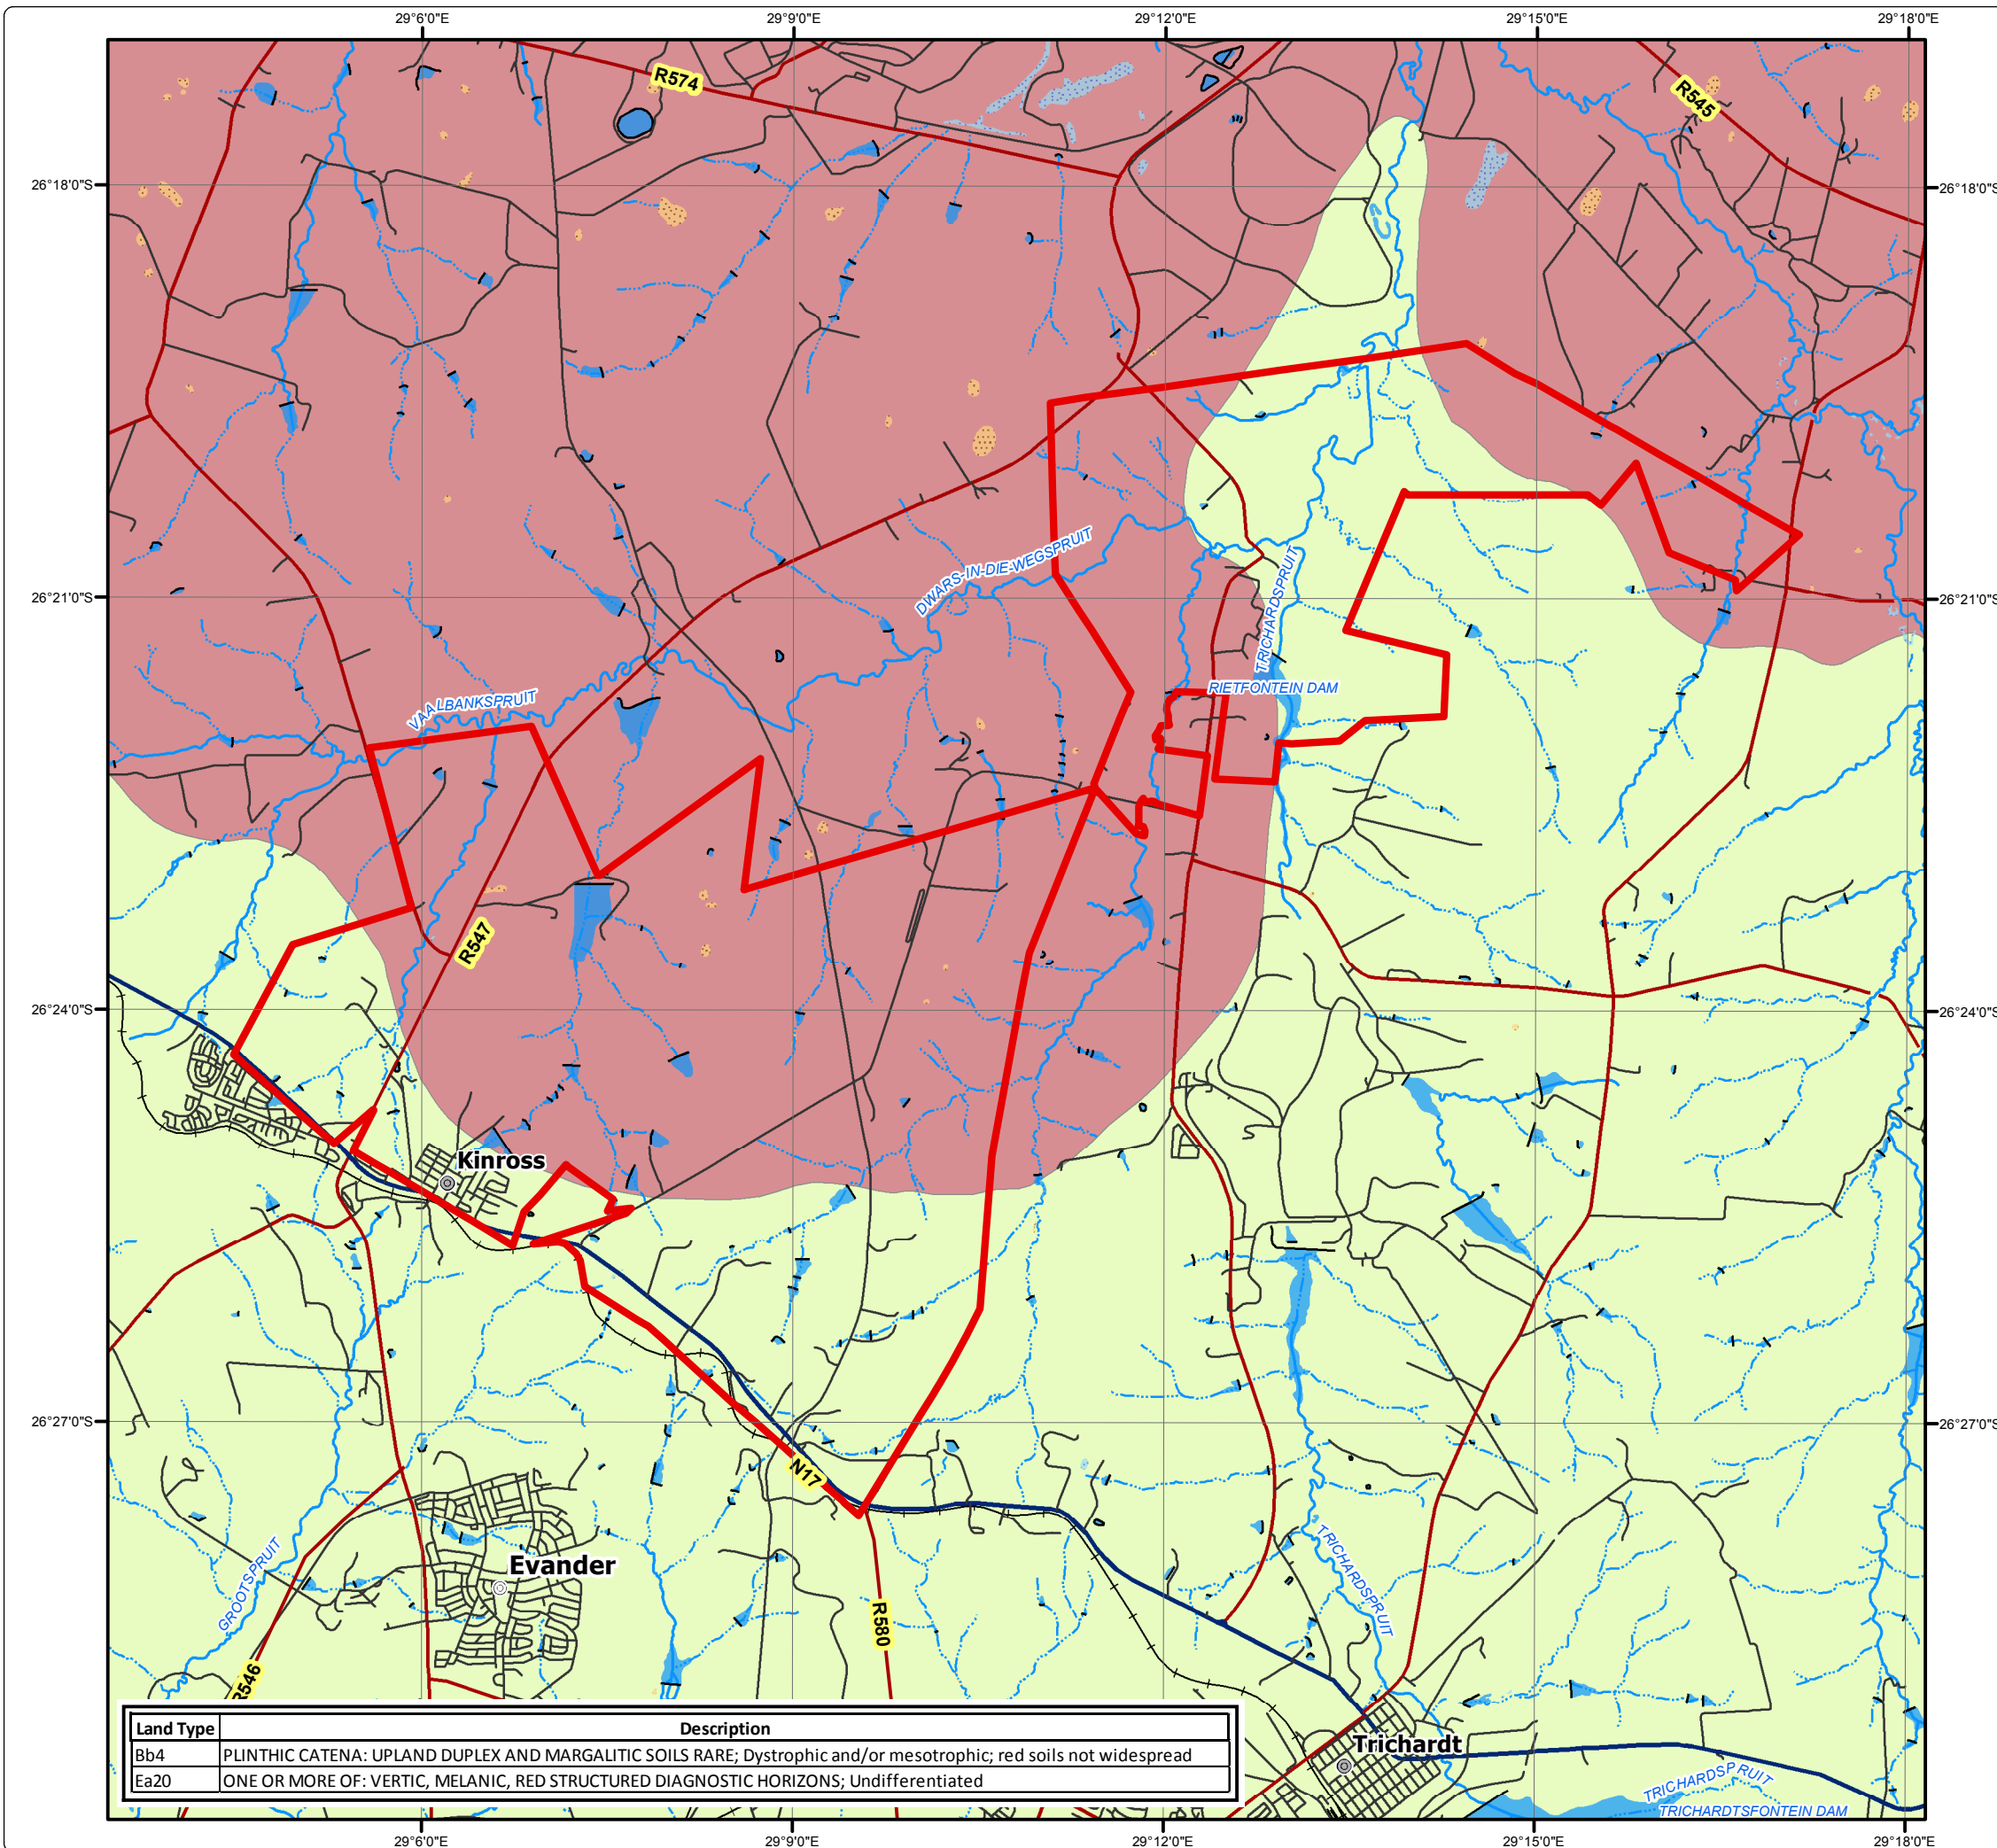 29°6'0"E
29°9'0"E
29°12'0"E
29°15'0"E
29°18'0"E
R574
R545
26°18'0"S
26°18'0"S
DWARS-IN-DIE-WEGSPRUIT
TRICHARDSPRUIT
26°21'0"S
26°21'0"S
RIETFONTEIN DAM
VAALBANKSPRUIT
R547
26°24'0"S
26°24'0"S
Kinross
26°27'0"S
26°27'0"S
N17
Evander
GROOTSPRUIT
R580
TRICHARDSPRUIT
R546
Land Type Description
Bb4 PLINTHIC CATENA: UPLAND DUPLEX AND MARGALITIC SOILS RARE; Dystrophic and/or mesotrophic; red soils not widespread
Ea20 ONE OR MORE OF: VERTIC, MELANIC, RED STRUCTURED DIAGNOSTIC HORIZONS; Undifferentiated
Trichardt
TRICHARDSPRUIT
TRICHARDTSFONTEIN DAM
29°6'0"E
29°9'0"E
29°12'0"E
29°15'0"E
29°18'0"E